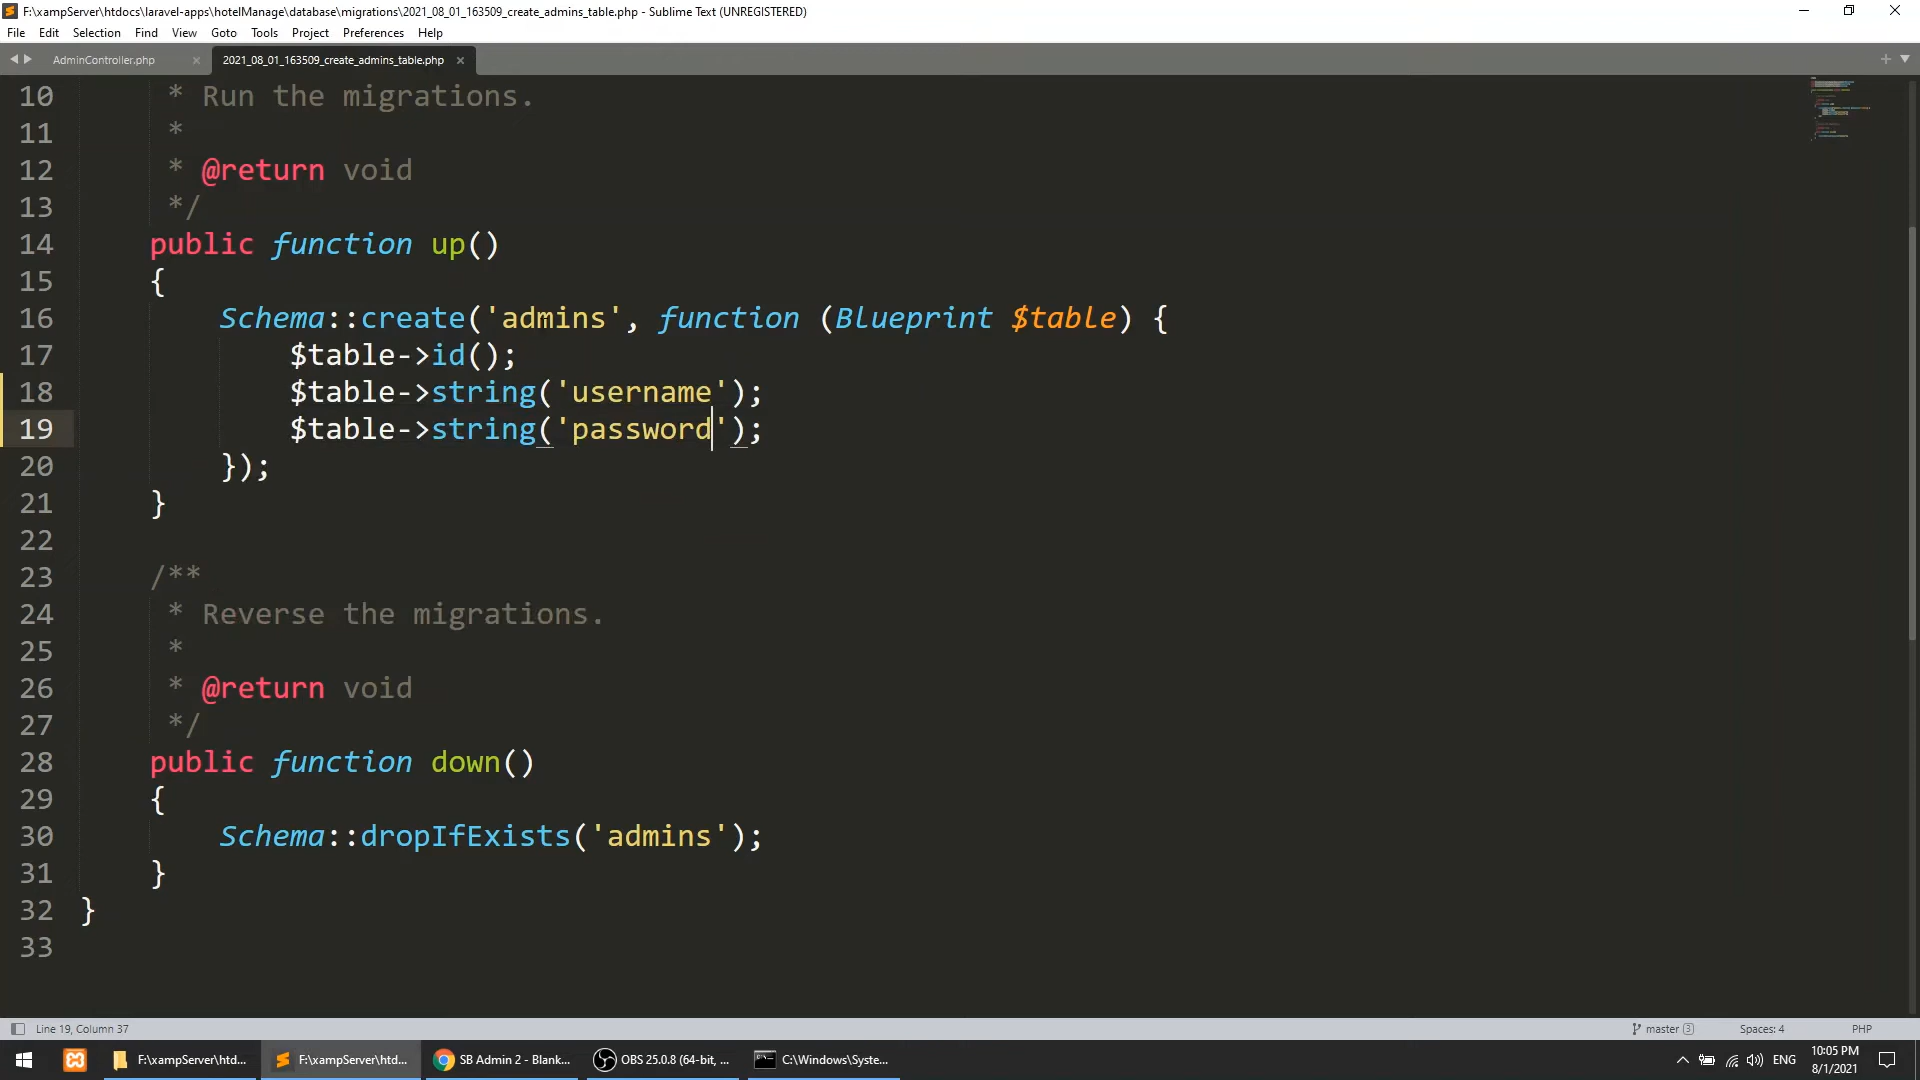 F:\xampServer\htdocs\laravel-apps\hotelManage\database\migrations\2021_08_01_163509_create_admins_table.php - Sublime Text (UNREGISTERED)
File Edit Selection Find View Goto Tools Project Preferences Help
AdminController.php × 2021_08_01_163509_create_admins_table.php ×
10 * Run the migrations.
11 *
12 * @return void
13 */
14 public function up()
15 {
16 Schema::create('admins', function (Blueprint $table) {
17 $table->id();
18 $table->string('username');
19 $table->string('password');
20 });
21 }
22
23 /**
24 * Reverse the migrations.
25 *
26 * @return void
27 */
28 public function down()
29 {
30 Schema::dropIfExists('admins');
31 }
32 }
33
Line 19, Column 37 master 3 Spaces: 4 PHP
F:\xampServer\htd... F:\xampServer\htd... SB Admin 2 - Blank... OBS 25.0.8 (64-bit, ... C:\Windows\Syste... ENG 10:05 PM
8/1/2021